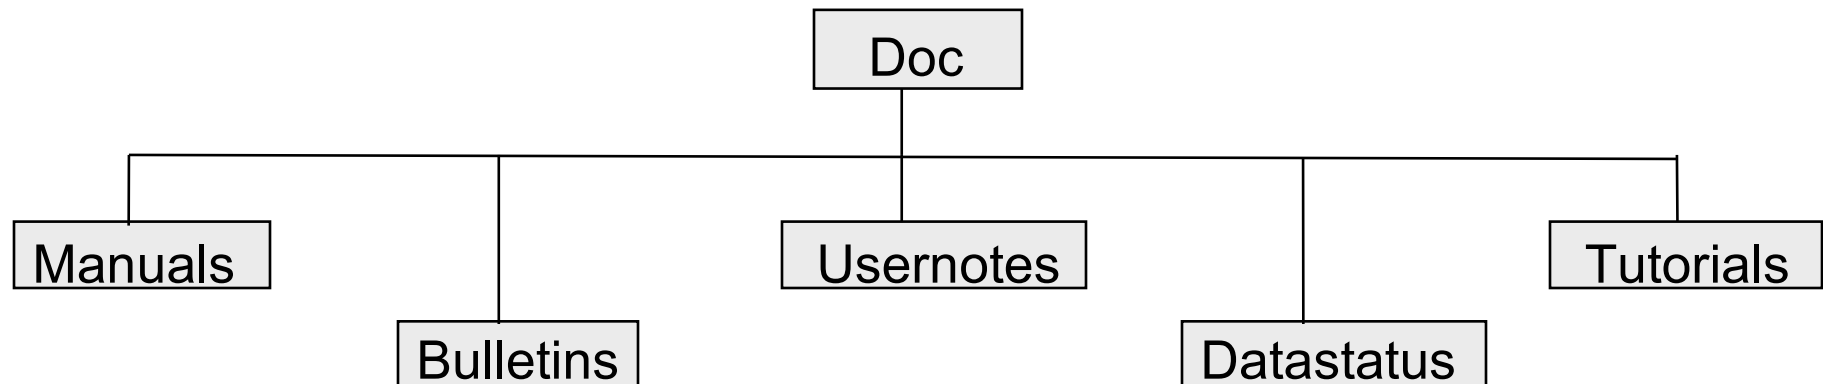 Doc
Manuals
Usernotes
Tutorials
Bulletins
Datastatus